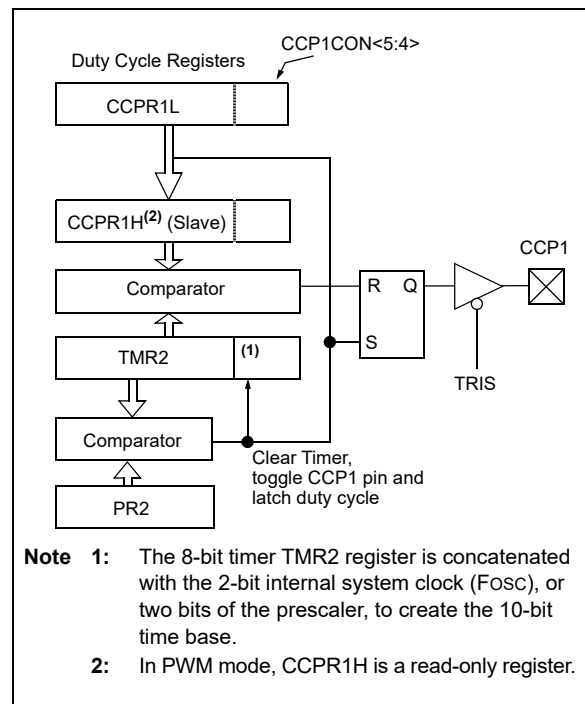 CCP1CON<5:4>
Duty Cycle Registers
CCPR1L
CCPR1H(2) (Slave)
CCP1
Comparator
R Q
TMR2
(1)
S
TRIS
Comparator
Clear Timer,
toggle CCP1 pin and
latch duty cycle
PR2
Note 1: The 8-bit timer TMR2 register is concatenated
with the 2-bit internal system clock (FOSC), or
two bits of the prescaler, to create the 10-bit
time base.
2: In PWM mode, CCPR1H is a read-only register.